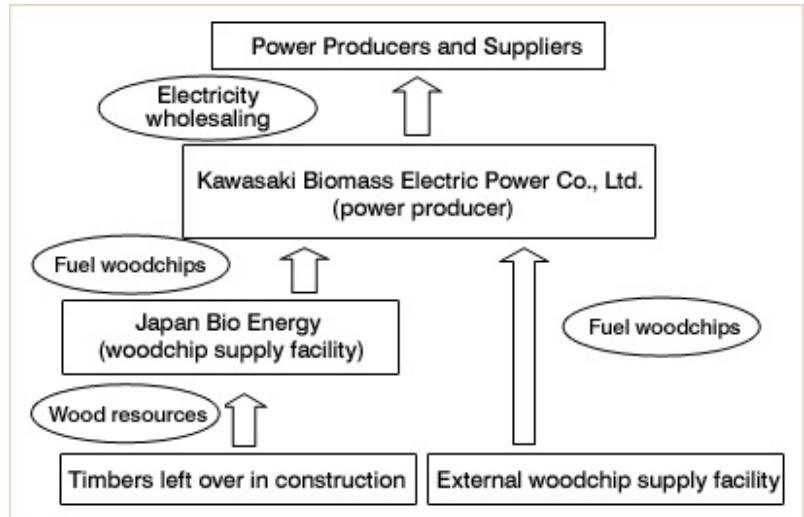 Power Producers and Suppliers
Electricity
wholesaling
Kawasaki Biomass Electric Power Co., Ltd.
(power producer)
Fuel woodchips
Japan Bio Energy
(woodchip supply facility)
Fuel woodchips
Wood resources
Timbers left over in construction
External woodchip supply facility